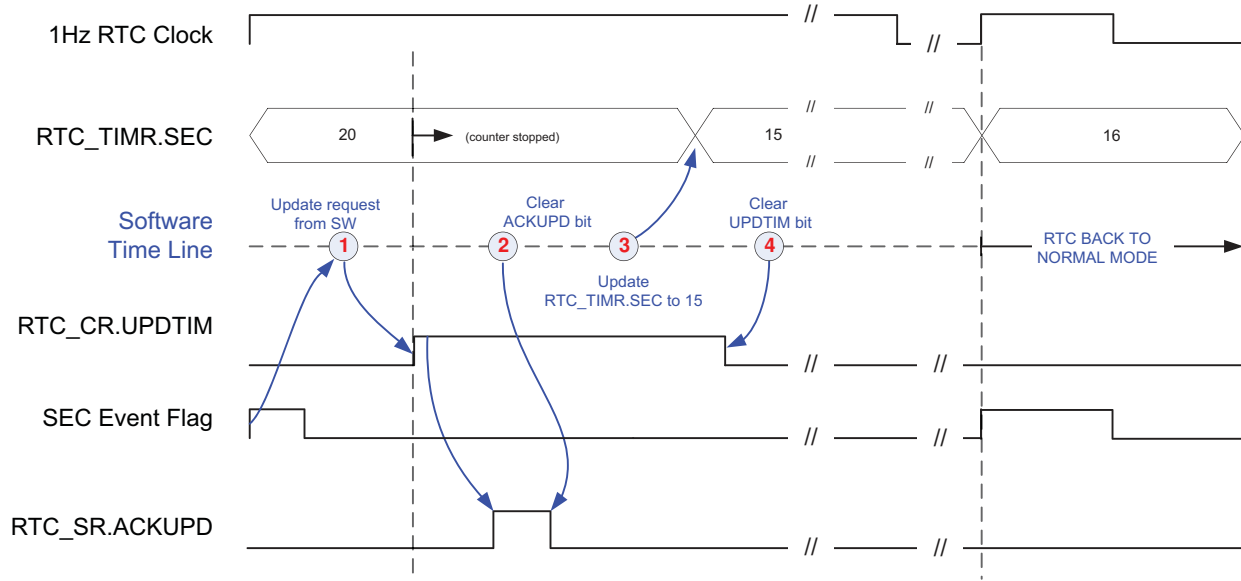 1Hz RTC Clock
//
//
RTC_TIMR.SEC
20
(counter stopped)
15
16
//
//
//
//
Software
Time Line
Update request
from SW
1
Clear
ACKUPD bit
2
3
Update
RTC_TIMR.SEC to 15
Clear
UPDTIM bit
4
RTC BACK TO
NORMAL MODE
RTC_CR.UPDTIM
//
//
SEC Event Flag
//
//
RTC_SR.ACKUPD
//
//